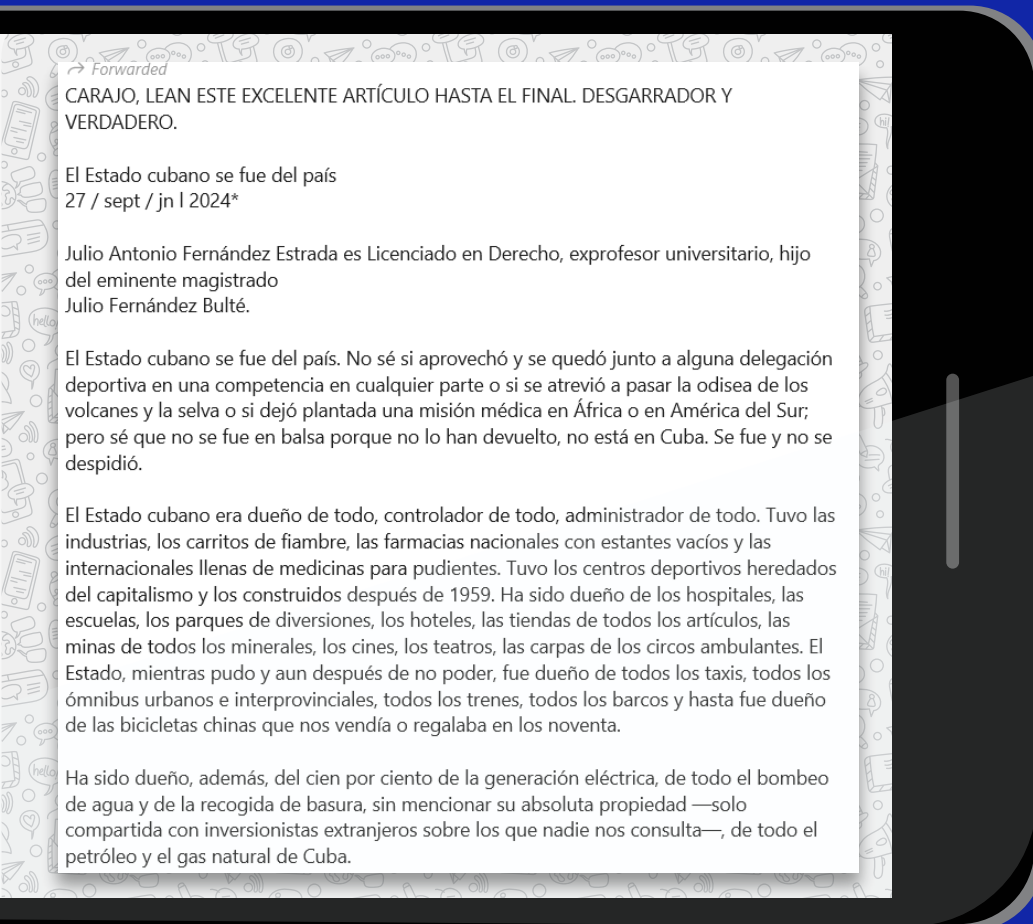 Forwarded
CARAJO, LEAN ESTE EXCELENTE ARTÍCULO HASTA EL FINAL. DESGARRADOR Y
VERDADERO.
El Estado cubano se fue del país
27 / sept / jn l 2024*
Julio Antonio Fernández Estrada es Licenciado en Derecho, exprofesor universitario, hijo
del eminente magistrado
Julio Fernández Bulté.
El Estado cubano se fue del país. No sé si aprovechó y se quedó junto a alguna delegación
deportiva en una competencia en cualquier parte o si se atrevió a pasar la odisea de los
volcanes y la selva o si dejó plantada una misión médica en África o en América del Sur;
pero sé que no se fue en balsa porque no lo han devuelto, no está en Cuba. Se fue y no se
despidió.
El Estado cubano era dueño de todo, controlador de todo, administrador de todo. Tuvo las
industrias, los carritos de fiambre, las farmacias nacionales con estantes vacíos y las
internacionales llenas de medicinas para pudientes. Tuvo los centros deportivos heredados
del capitalismo y los construidos después de 1959. Ha sido dueño de los hospitales, las
escuelas, los parques de diversiones, los hoteles, las tiendas de todos los artículos, las
minas de todos los minerales, los cines, los teatros, las carpas de los circos ambulantes. El
Estado, mientras pudo y aun después de no poder, fue dueño de todos los taxis, todos los
ómnibus urbanos e interprovinciales, todos los trenes, todos los barcos y hasta fue dueño
de las bicicletas chinas que nos vendía o regalaba en los noventa.
Ha sido dueño, además, del cien por ciento de la generación eléctrica, de todo el bombeo
de agua y de la recogida de basura, sin mencionar su absoluta propiedad —solo
compartida con inversionistas extranjeros sobre los que nadie nos consulta—, de todo el
petróleo y el gas natural de Cuba.